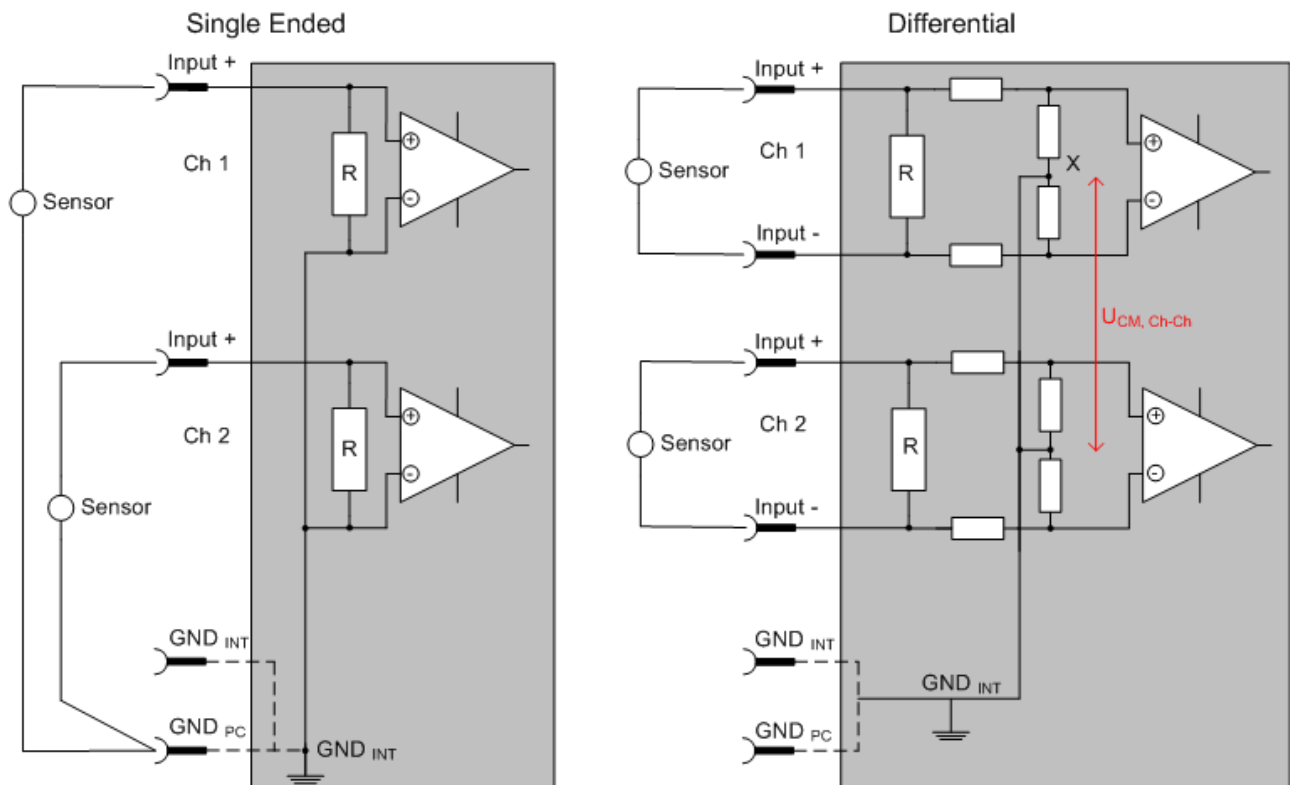 Single Ended
Input +
Ch 1
R
+
-
Sensor
Input +
Ch 2
R
+
-
Sensor
GND INT
GND PC
GND INT
Differential
Input +
Ch 1
Sensor
R
X
+
-
Input -
U CM, Ch-Ch
Input +
Ch 2
Sensor
R
+
-
Input -
GND INT
GND INT
GND PC